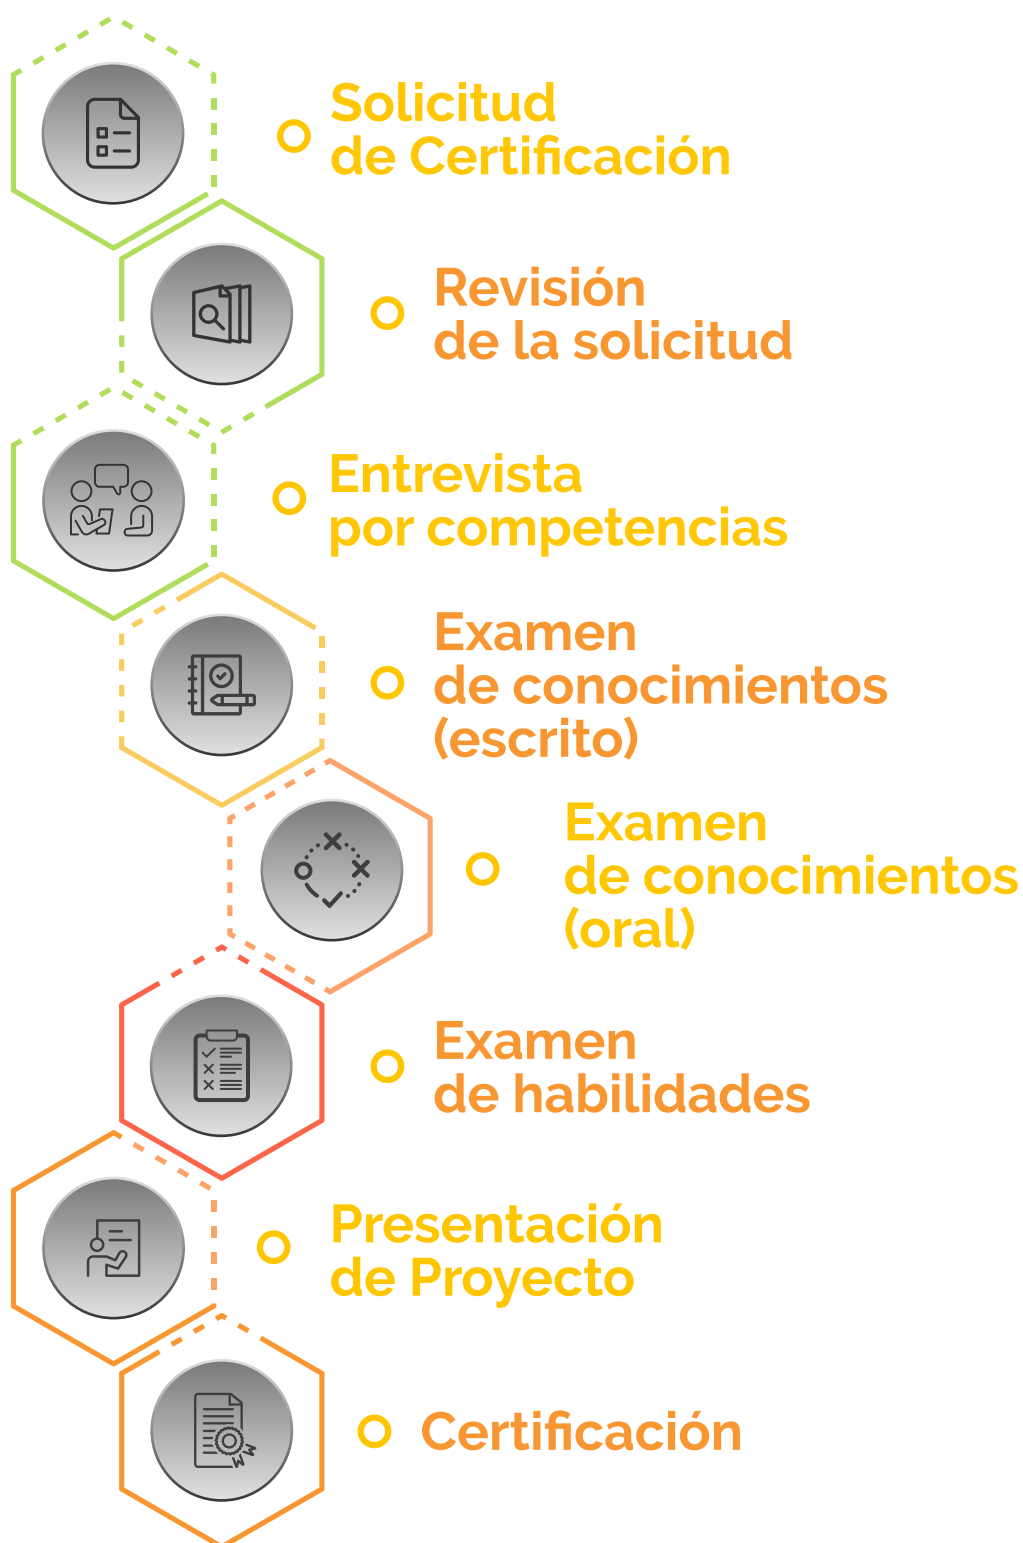 Solicitud
de Certificación
Revisión
de la solicitud
Entrevista
por competencias
Examen
de conocimientos
(escrito)
Examen
de conocimientos
(oral)
Examen
de habilidades
Presentación
de Proyecto
Certificación